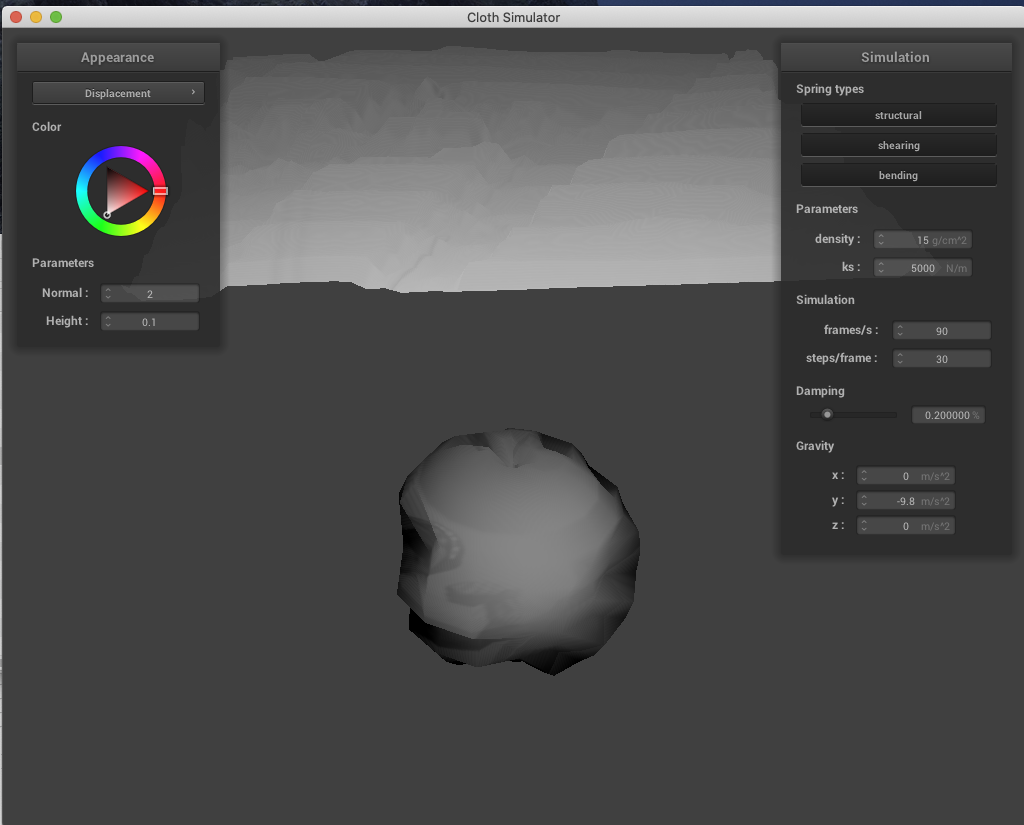 Cloth Simulator
Appearance
Displacement
Color
Parameters
Normal : 2
Height : 0.1
Simulation
Spring types
structural
shearing
bending
Parameters
density : 15 g/cm^2
ks : 5000 N/m
Simulation
frames/s : 90
steps/frame : 30
Damping
0.200000 %
Gravity
x : 0 m/s^2
y : -9.8 m/s^2
z : 0 m/s^2